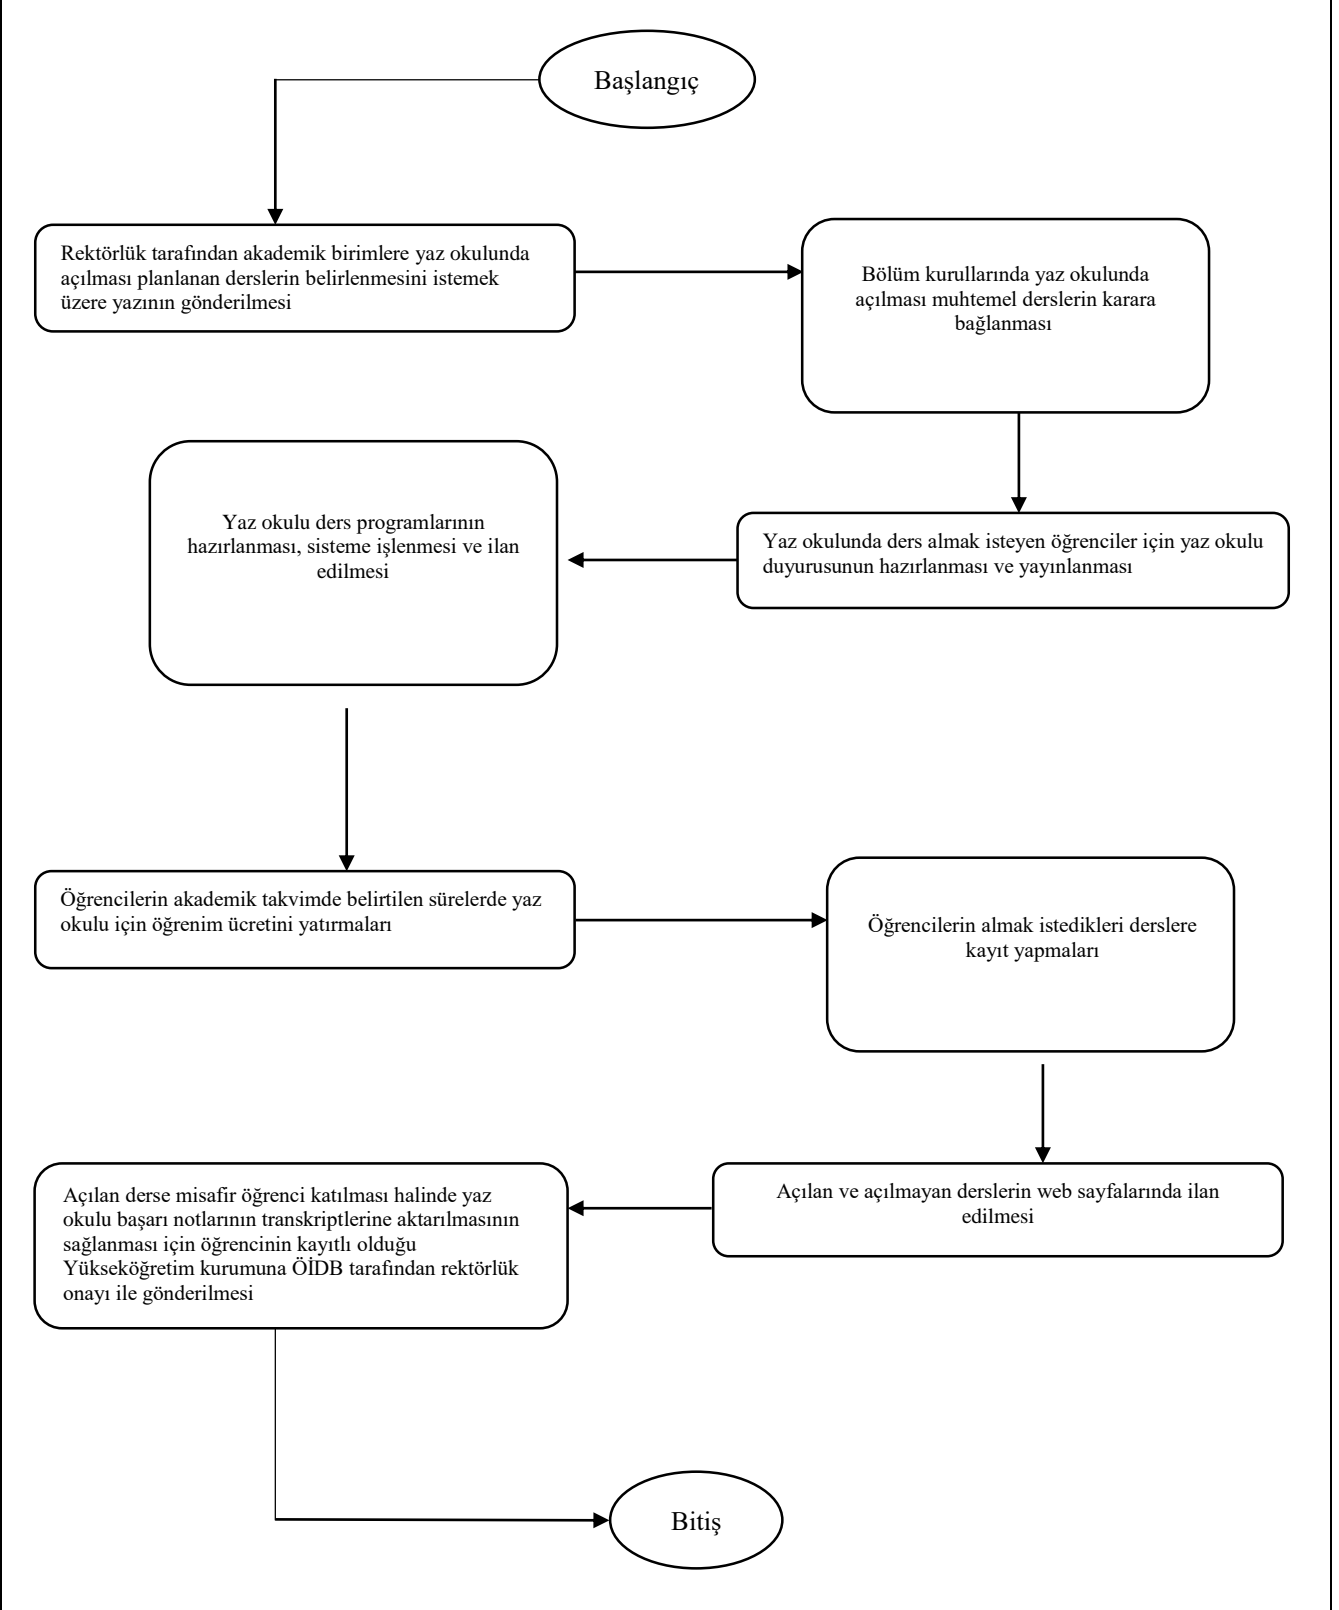 Başlangıç
Rektörlük tarafından akademik birimlere yaz okulunda
açılması planlanan derslerin belirlenmesini istemek
üzere yazının gönderilmesi
Bölüm kurullarında yaz okulunda
açılması muhtemel derslerin karara
bağlanması
Yaz okulunda ders almak isteyen öğrenciler için yaz okulu
duyurusunun hazırlanması ve yayınlanması
Yaz okulu ders programlarının
hazırlanması, sisteme işlenmesi ve ilan
edilmesi
Öğrencilerin akademik takvimde belirtilen sürelerde yaz
okulu için öğrenim ücretini yatırmaları
Öğrencilerin almak istedikleri derslere
kayıt yapmaları
Açılan ve açılmayan derslerin web sayfalarında ilan
edilmesi
Açılan derse misafir öğrenci katılması halinde yaz
okulu başarı notlarının transkriptlerine aktarılmasının
sağlanması için öğrencinin kayıtlı olduğu
Yükseköğretim kurumuna ÖİDB tarafından rektörlük
onayı ile gönderilmesi
Bitiş